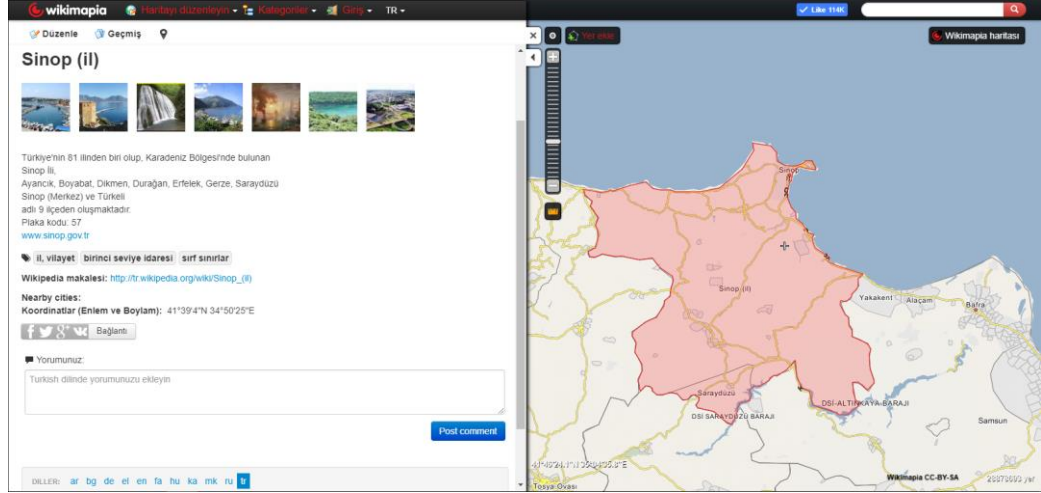 wikimapia Haritayı düzenleyin Kategoriler Giriş TR
Like 114K
Düzenle Geçmiş
Yer ekle
Wikimapia haritası
Sinop (il)
Türkiye'nin 81 ilinden biri olup, Karadeniz Bölgesi'nde bulunan
Sinop İli,
Ayancık, Boyabat, Dikmen, Durağan, Erfelek, Gerze, Saraydüzü
Sinop (Merkez) ve Türkeli
adlı 9 ilçeden oluşmaktadır.
Plaka kodu: 57
www.sinop.gov.tr
il, vilayet birinci seviye idaresi sırf sınırlar
Wikipedia makalesi: http://tr.wikipedia.org/wiki/Sinop_(il)
Nearby cities:
Koordinatlar (Enlem ve Boylam): 41°39'4"N 34°50'25"E
Bağlantı
Yorumunuz:
Turkish dilinde yorumunuzu ekleyin
Post comment
DILLER: ar bg de el en fa hu ka mk ru tr
Sinop
Sinop (il)
Yakakent
Alaçam
Bafra
Saraydüzü
DSİ SARAYDÜZÜ BARAJI
DSİ-ALTINKAYA BARAJI
Samsun
Tosya Ovası
Wikimapia CC-BY-SA